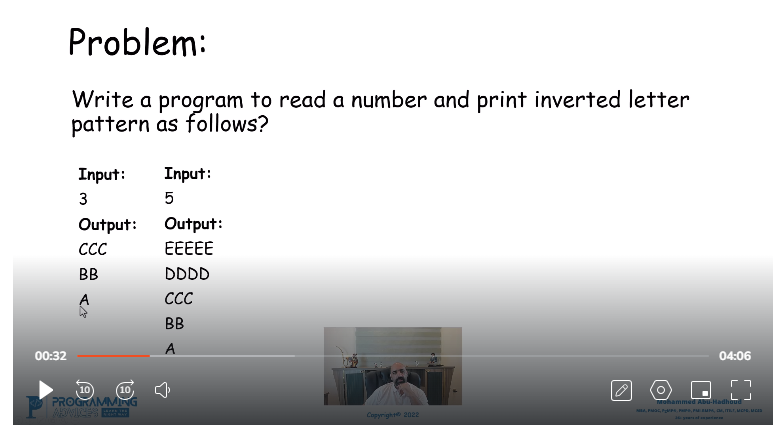 Problem:
Write a program to read a number and print inverted letter
pattern as follows?
Input:
3
Output:
CCC
BB
A
Input:
5
Output:
EEEEE
DDDD
CCC
BB
A
00:32
04:06
10
10
PROGRAMMING
ADVICES
Copyright© 2022
Mohammed Abu-Hadhoud